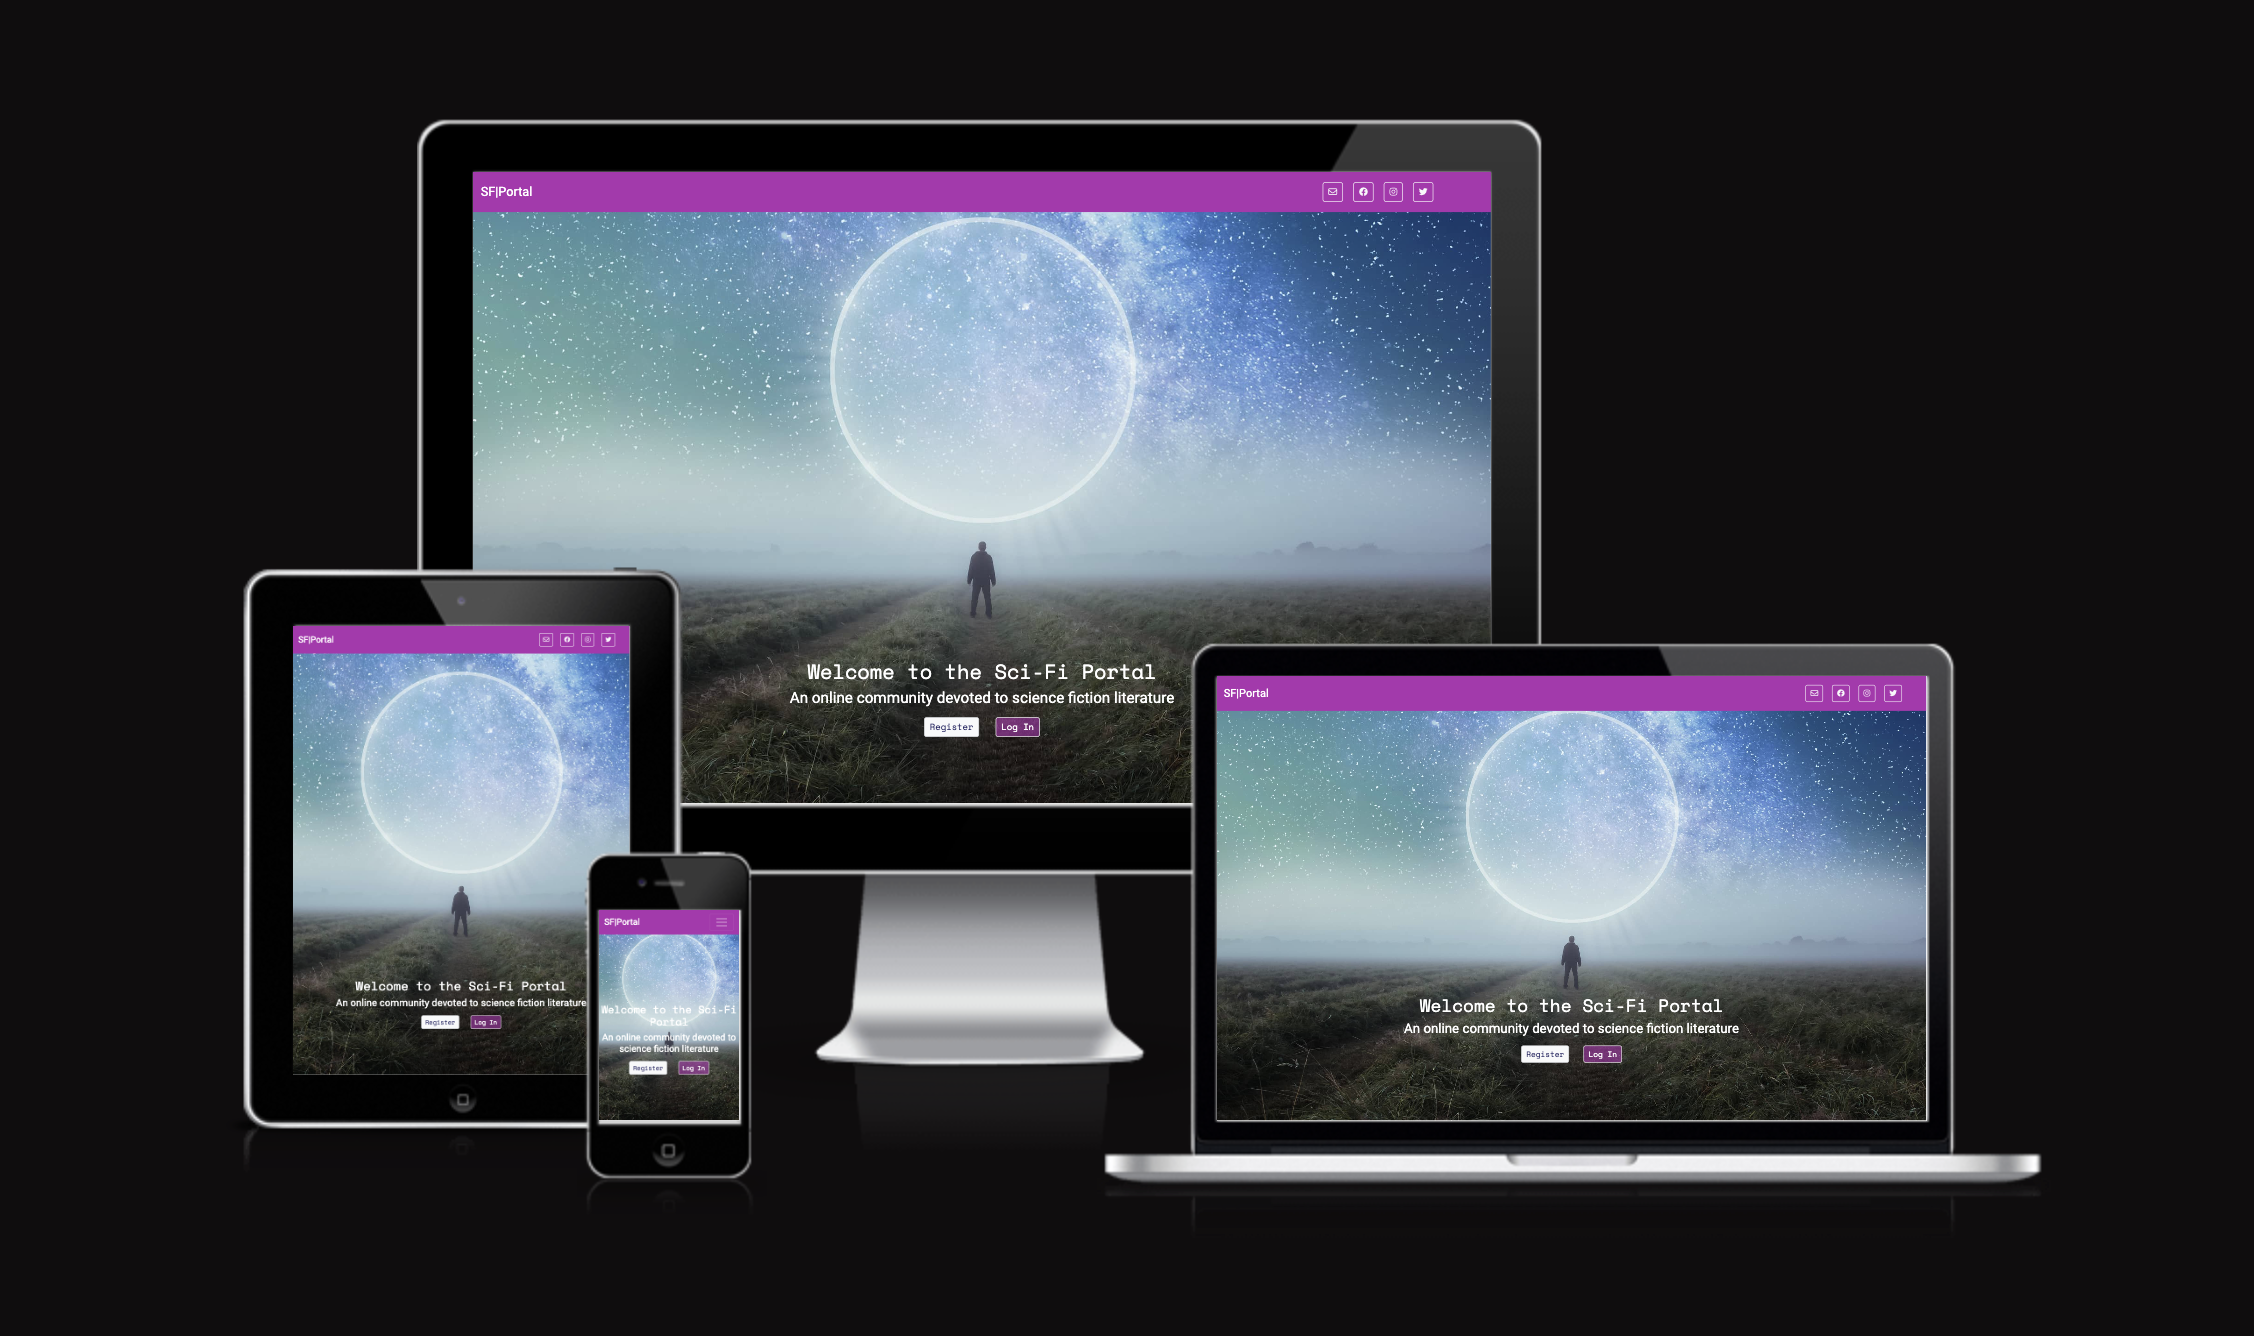 SF|Portal
Welcome to the Sci-Fi Portal
An online community devoted to science fiction literature
Register Log In
SF|Portal
Welcome to the Sci-Fi Portal
An online community devoted to science fiction literature
Register Log In
SF|Portal
Welcome to the Sci-Fi
Portal
An online community devoted to
science fiction literature
Register Log In
SF|Portal
Welcome to the Sci-Fi Portal
An online community devoted to science fiction literature
Register Log In